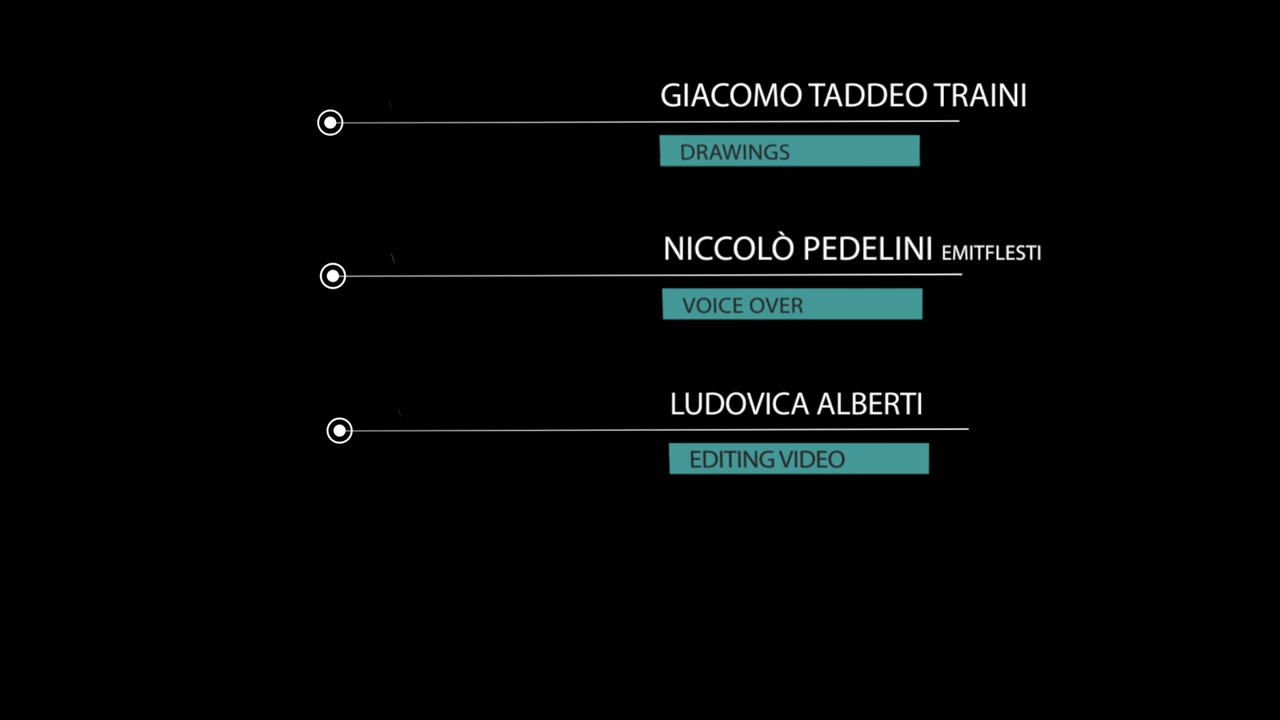 GIACOMO TADDEO TRAINI
DRAWINGS
NICCOLÒ PEDELINI EMITFLESTI
VOICE OVER
LUDOVICA ALBERTI
EDITING VIDEO